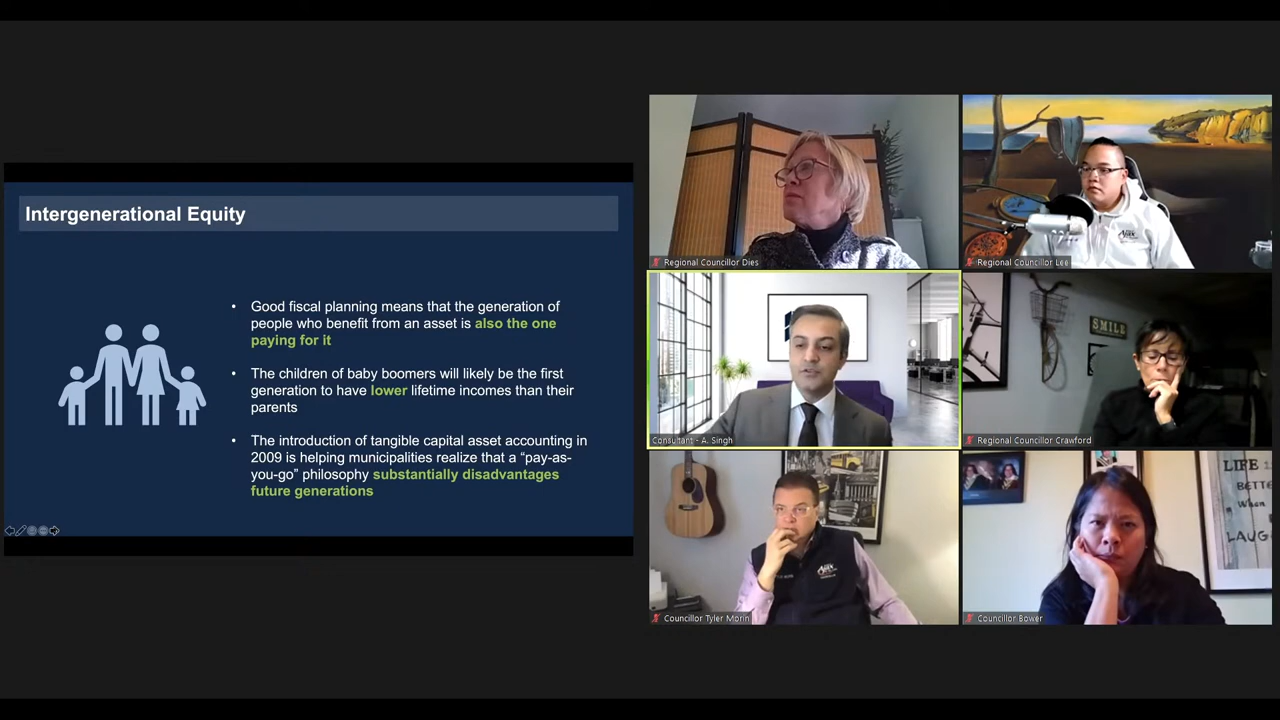 Intergenerational Equity
• Good fiscal planning means that the generation of
people who benefit from an asset is also the one
paying for it
• The children of baby boomers will likely be the first
generation to have lower lifetime incomes than their
parents
• The introduction of tangible capital asset accounting in
2009 is helping municipalities realize that a “pay-as-
you-go” philosophy substantially disadvantages
future generations
Regional Councillor Dies
Regional Councillor Lee
Consultant - A. Singh
SMILE
Regional Councillor Crawford
Councillor Tyler Morin
LIFE
BETTE
When
LAUG
Councillor Bower